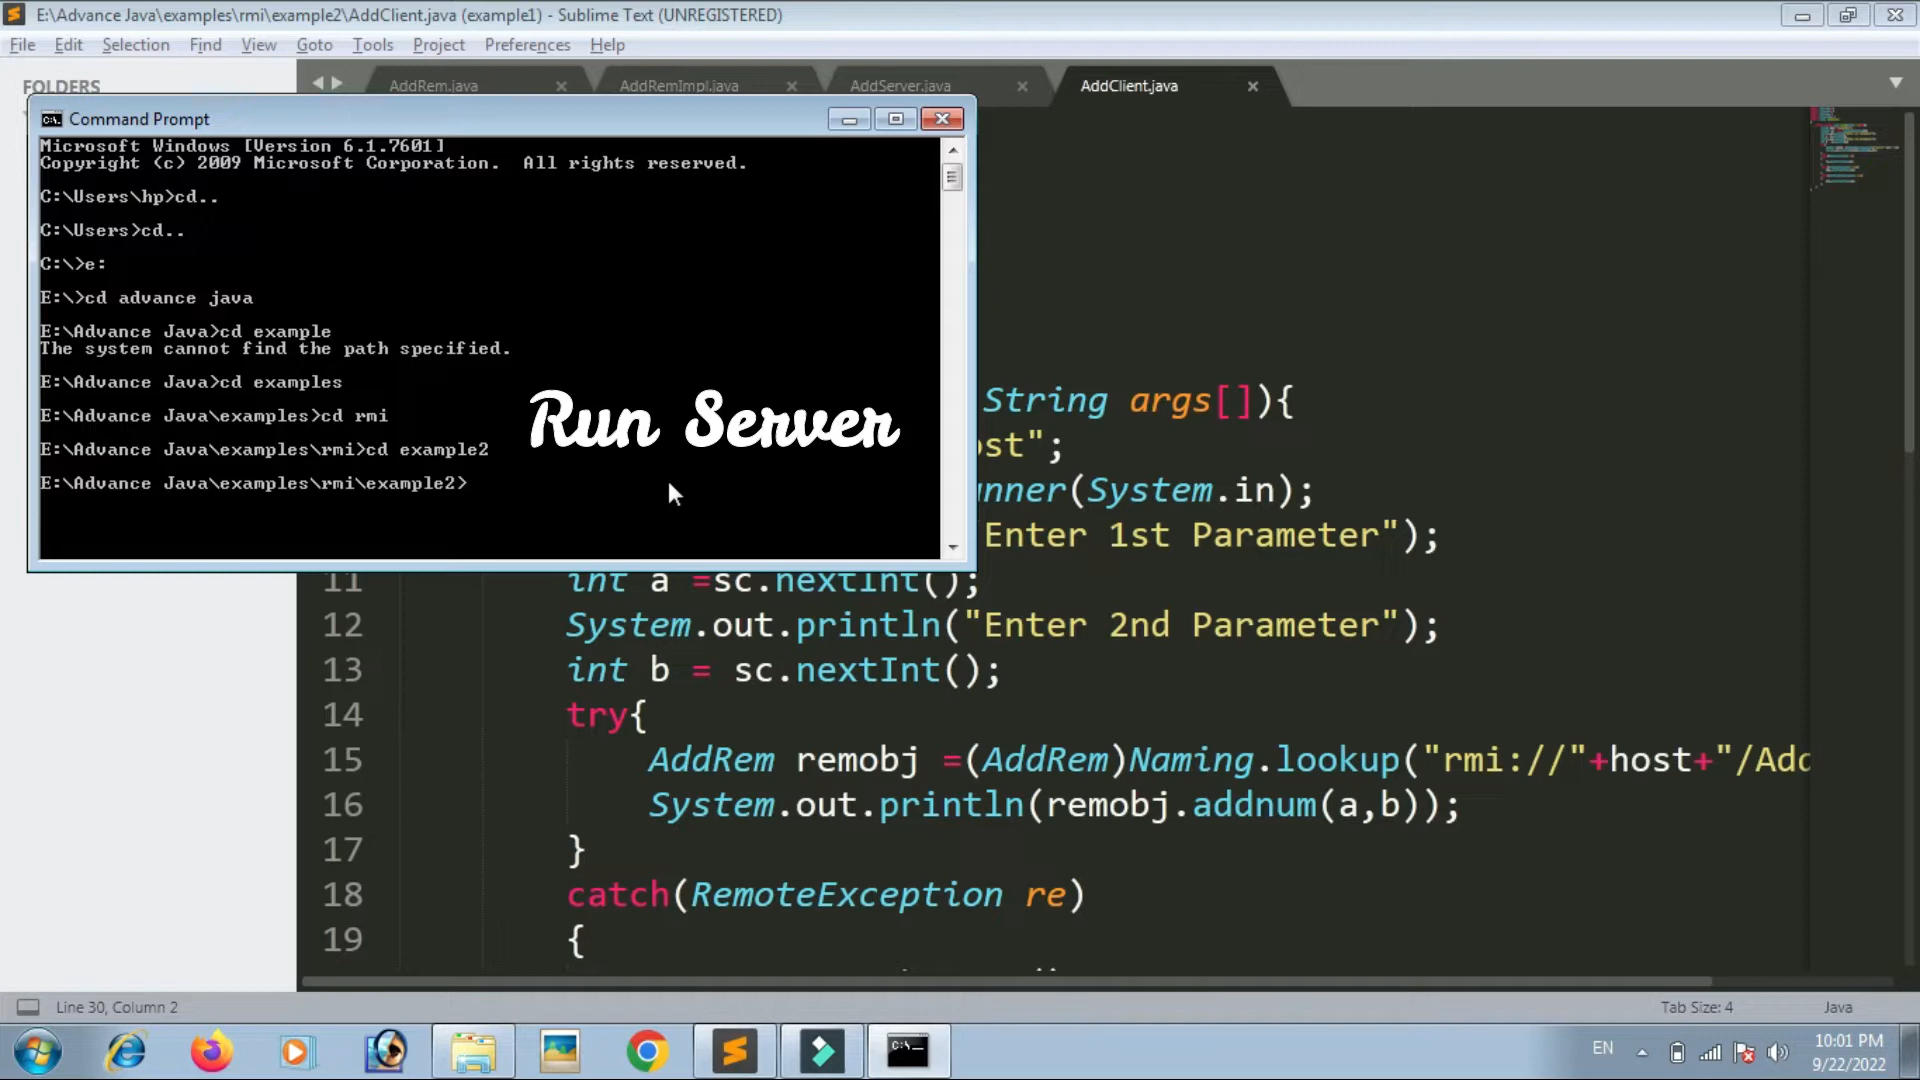 E:\Advance Java\examples\rmi\example2\AddClient.java (example1) - Sublime Text (UNREGISTERED)
File Edit Selection Find View Goto Tools Project Preferences Help
FOLDERS
AddRem.java AddRemImpl.java AddServer.java AddClient.java
Command Prompt
Microsoft Windows [Version 6.1.7601]
Copyright (c) 2009 Microsoft Corporation. All rights reserved.
C:\Users\hp>cd..
C:\Users>cd..
C:\>e:
E:\>cd advance java
E:\Advance Java>cd example
The system cannot find the path specified.
E:\Advance Java>cd examples
E:\Advance Java\examples>cd rmi
E:\Advance Java\examples\rmi>cd example2
E:\Advance Java\examples\rmi\example2>
Run Server
String args[]){
ost";
nner(System.in);
"Enter 1st Parameter");
11 int a =sc.nextInt();
12 System.out.println("Enter 2nd Parameter");
13 int b = sc.nextInt();
14 try{
15 AddRem remobj =(AddRem)Naming.lookup("rmi://"+host+"/Add
16 System.out.println(remobj.addnum(a,b));
17 }
18 catch(RemoteException re)
19 {
Line 30, Column 2
Tab Size: 4 Java
EN
10:01 PM
9/22/2022